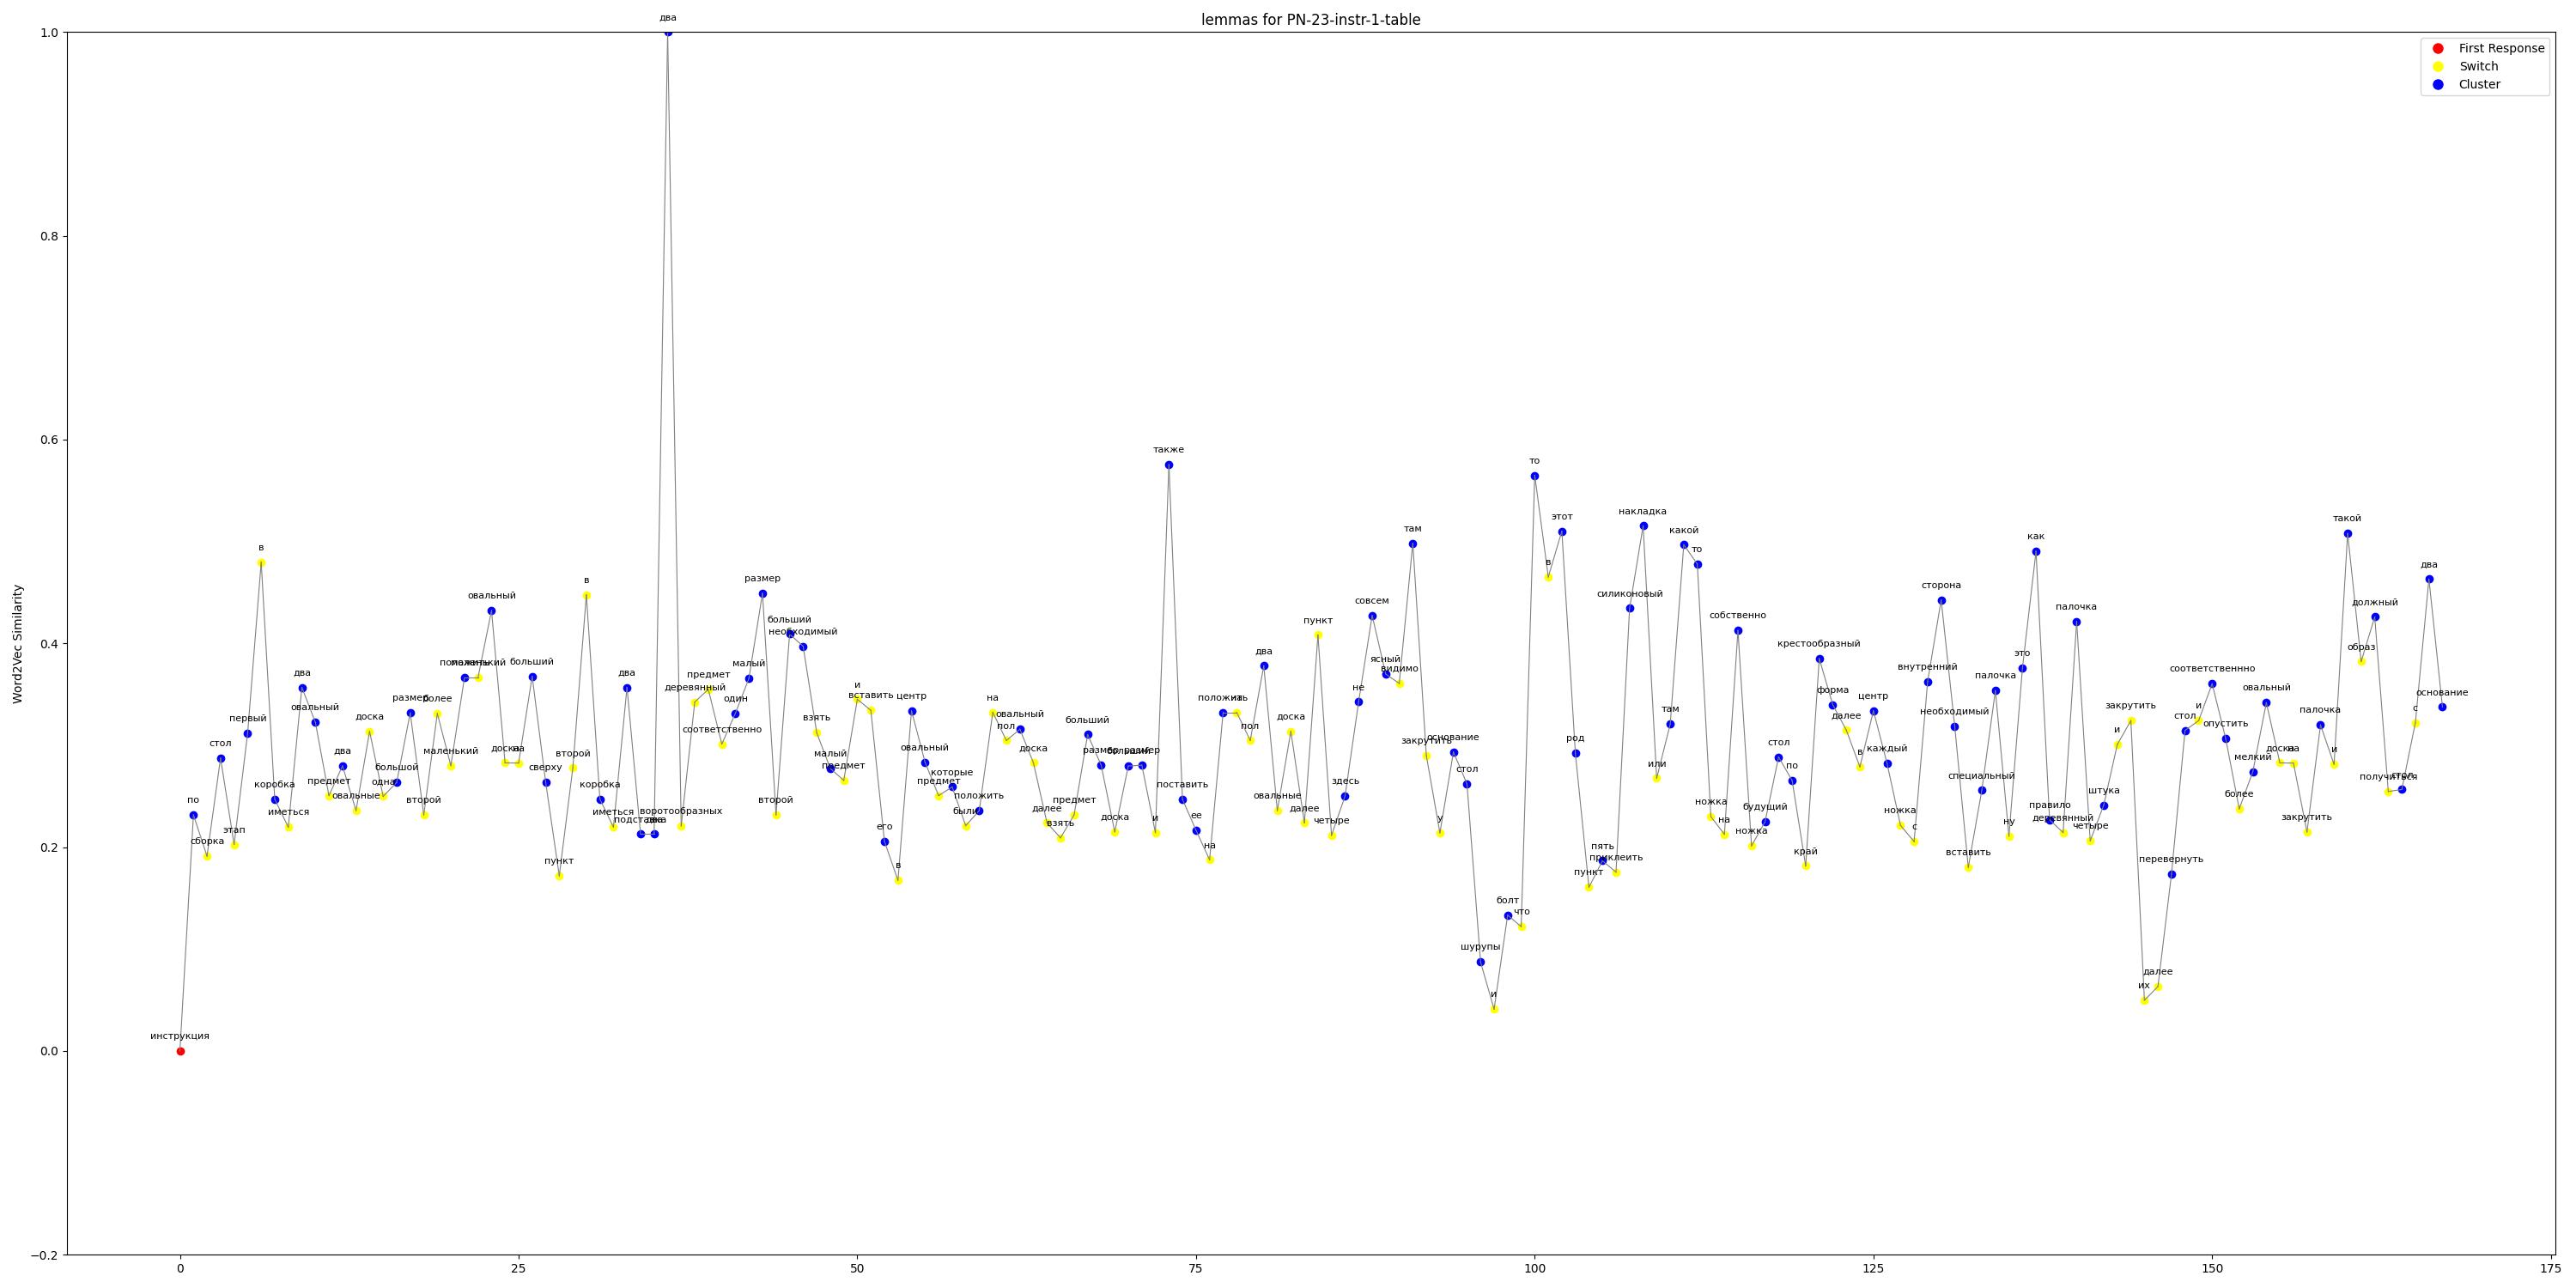 lemmas for PN-23-instr-1-table
First Response
Switch
Cluster
Word2Vec Similarity
1.0
0.8
0.6
0.4
0.2
0.0
−0.2
0
25
50
75
100
125
150
175
инструкция
по
сборка
стол
этап
первый
в
коробка
иметься
два
овальный
предмет
два
овальные
доска
одна
большой
размер
второй
более
маленький
овальный
доска
на
больший
сверху
пункт
второй
в
коробка
иметься
два
подставка
два
воротообразных
деревянный
предмет
соответственно
один
малый
размер
второй
больший
необходимый
взять
малый
предмет
и
вставить
его
в
центр
овальный
предмет
которые
были
положить
на
пол
овальный
доска
далее
взять
предмет
больший
размер
доска
больший
размер
и
также
поставить
ее
на
положить
на
пол
два
овальные
доска
далее
пункт
четыре
здесь
не
совсем
ясный
видимо
там
закрутить
у
основание
стол
шурупы
и
болт
что
то
в
этот
род
пункт
пять
приклеить
силиконовый
накладка
или
там
какой
то
ножка
на
собственно
ножка
будущий
стол
по
край
крестообразный
форма
далее
в
центр
каждый
ножка
с
внутренний
сторона
необходимый
вставить
специальный
палочка
ну
это
как
правило
деревянный
палочка
четыре
штука
и
закрутить
их
далее
перевернуть
стол
и
соответственнно
опустить
более
мелкий
овальный
доска
на
закрутить
палочка
и
такой
образ
должный
получиться
стол
с
два
основание